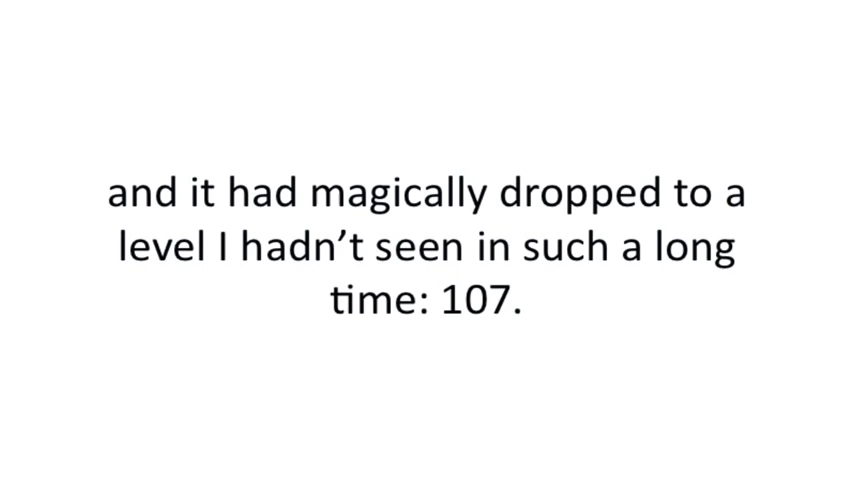 and it had magically dropped to a
level I hadn’t seen in such a long
time: 107.